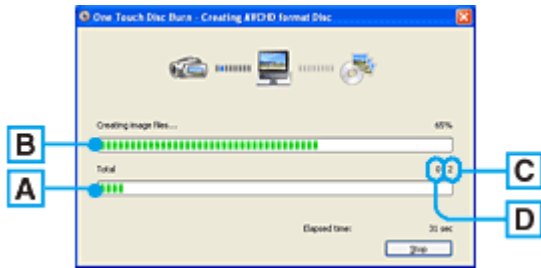 One Touch Disc Burn - Creating AVCHD format Disc
Creating image files... 65%
B
Total 0 2
C
A
D
Elapsed time: 31 sec
Stop